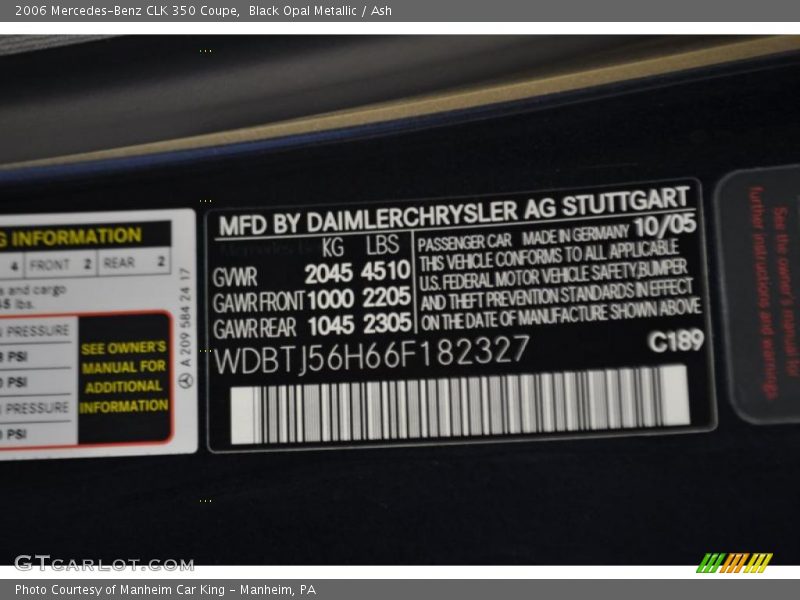 2006 Mercedes-Benz CLK 350 Coupe, Black Opal Metallic / Ash
INFORMATION
4 FRONT 2 REAR 2
and cargo
lbs.
PRESSURE
PSI
PSI
PRESSURE
PSI
SEE OWNER'S
MANUAL FOR
ADDITIONAL
INFORMATION
A 209 584 24 17
MFD BY DAIMLERCHRYSLER AG STUTTGART
KG LBS
GVWR 2045 4510
GAWR FRONT 1000 2205
GAWR REAR 1045 2305
PASSENGER CAR MADE IN GERMANY 10/05
THIS VEHICLE CONFORMS TO ALL APPLICABLE
U.S. FEDERAL MOTOR VEHICLE SAFETY, BUMPER
AND THEFT PREVENTION STANDARDS IN EFFECT
ON THE DATE OF MANUFACTURE SHOWN ABOVE
WDBTJ56H66F182327
C189
See the owner's manual for
further instructions and warnings
GTCARLOT.COM
Photo Courtesy of Manheim Car King - Manheim, PA